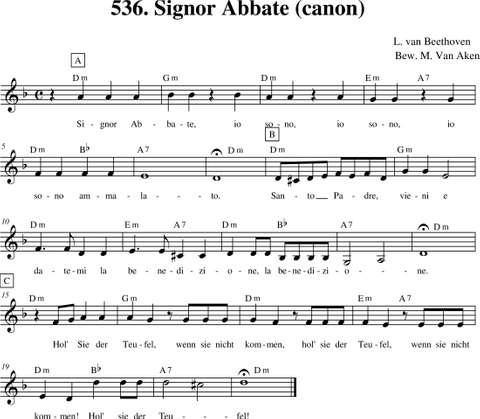 536. Signor Abbate (canon)
L. van Beethoven
Bew. M. Van Aken
A
Dm Gm Dm Em A7
Si - gnor Ab - ba - te, io so - no, io so - no, io
B
5 Dm Bb A7 Dm Dm Gm
so - no am - ma - la - - to. San - to Pa - dre, vie - ni e
10 Dm Em A7 Dm Bb A7 Dm
da - te - mi la be - ne - di - zi - o - ne, la be - ne - di - zi - o - ne.
C
15 Dm Gm Dm Em A7
Hol' Sie der Teu - fel, wenn sie nicht kom - men, hol' sie der Teu - fel, wenn sie nicht
19 Dm Bb Dm A7 Dm
kom - men! Hol' sie der Teu - - fel!